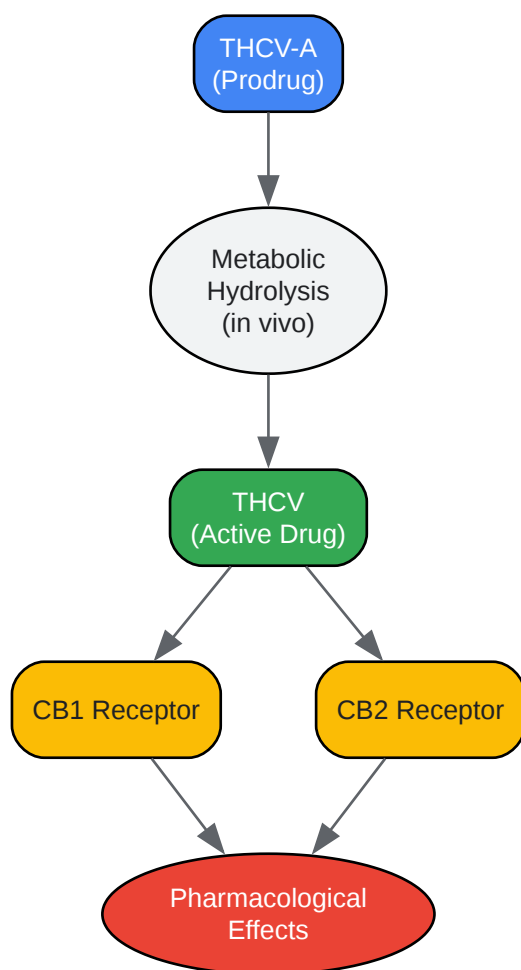 THCV-A
(Prodrug)
Metabolic
Hydrolysis
(in vivo)
THCV
(Active Drug)
CB1 Receptor
CB2 Receptor
Pharmacological
Effects